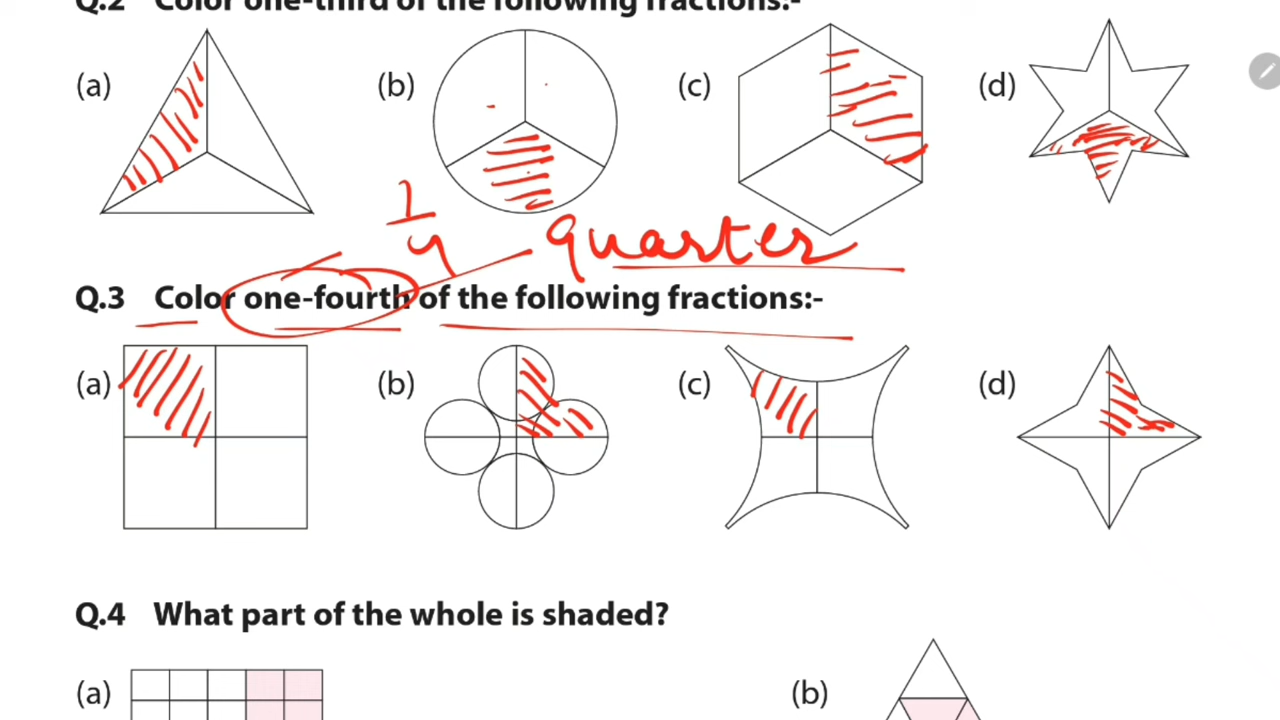 Q.2 Color one-third of the following fractions:-
(a) (b) (c) (d)
1/4 quarter
Q.3 Color one-fourth of the following fractions:-
(a) (b) (c) (d)
Q.4 What part of the whole is shaded?
(a) (b)